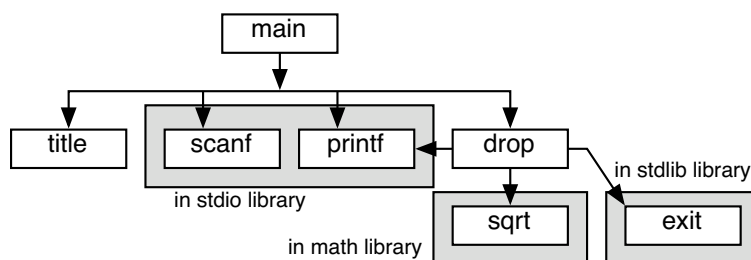 main
title
scanf
printf
drop
in stdlib library
in stdio library
sqrt
exit
in math library